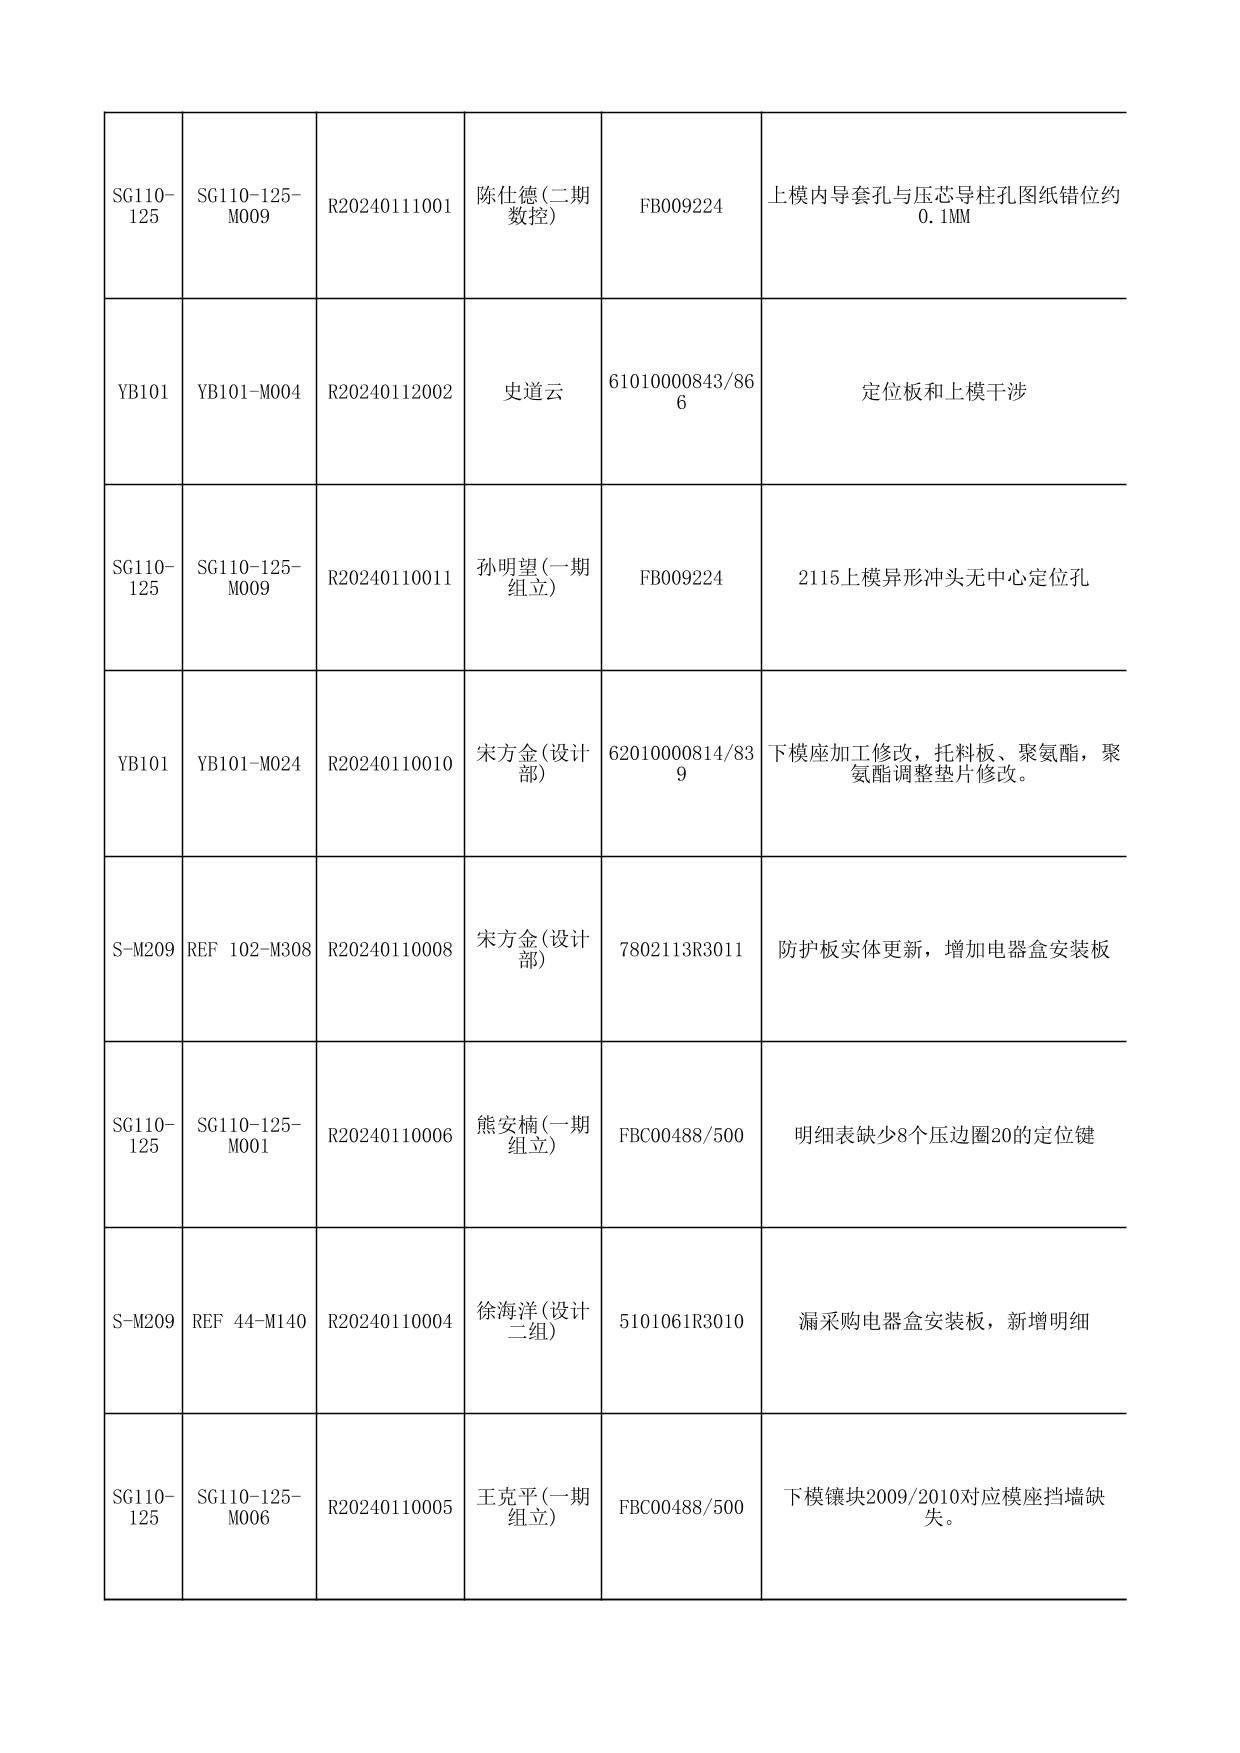 SG110-
125
SG110-125-
M009
R20240111001
陈仕德(二期
数控)
FB009224
上模内导套孔与压芯导柱孔图纸错位约
0.1MM
YB101
YB101-M004
R20240112002
史道云
61010000843/86
6
定位板和上模干涉
SG110-
125
SG110-125-
M009
R20240110011
孙明望(一期
组立)
FB009224
2115上模异形冲头无中心定位孔
YB101
YB101-M024
R20240110010
宋方金(设计
部)
62010000814/83
9
下模座加工修改，托料板、聚氨酯，聚
氨酯调整垫片修改。
S-M209
REF 102-M308
R20240110008
宋方金(设计
部)
7802113R3011
防护板实体更新，增加电器盒安装板
SG110-
125
SG110-125-
M001
R20240110006
熊安楠(一期
组立)
FBC00488/500
明细表缺少8个压边圈20的定位键
S-M209
REF 44-M140
R20240110004
徐海洋(设计
二组)
5101061R3010
漏采购电器盒安装板，新增明细
SG110-
125
SG110-125-
M006
R20240110005
王克平(一期
组立)
FBC00488/500
下模镶块2009/2010对应模座挡墙缺
失。